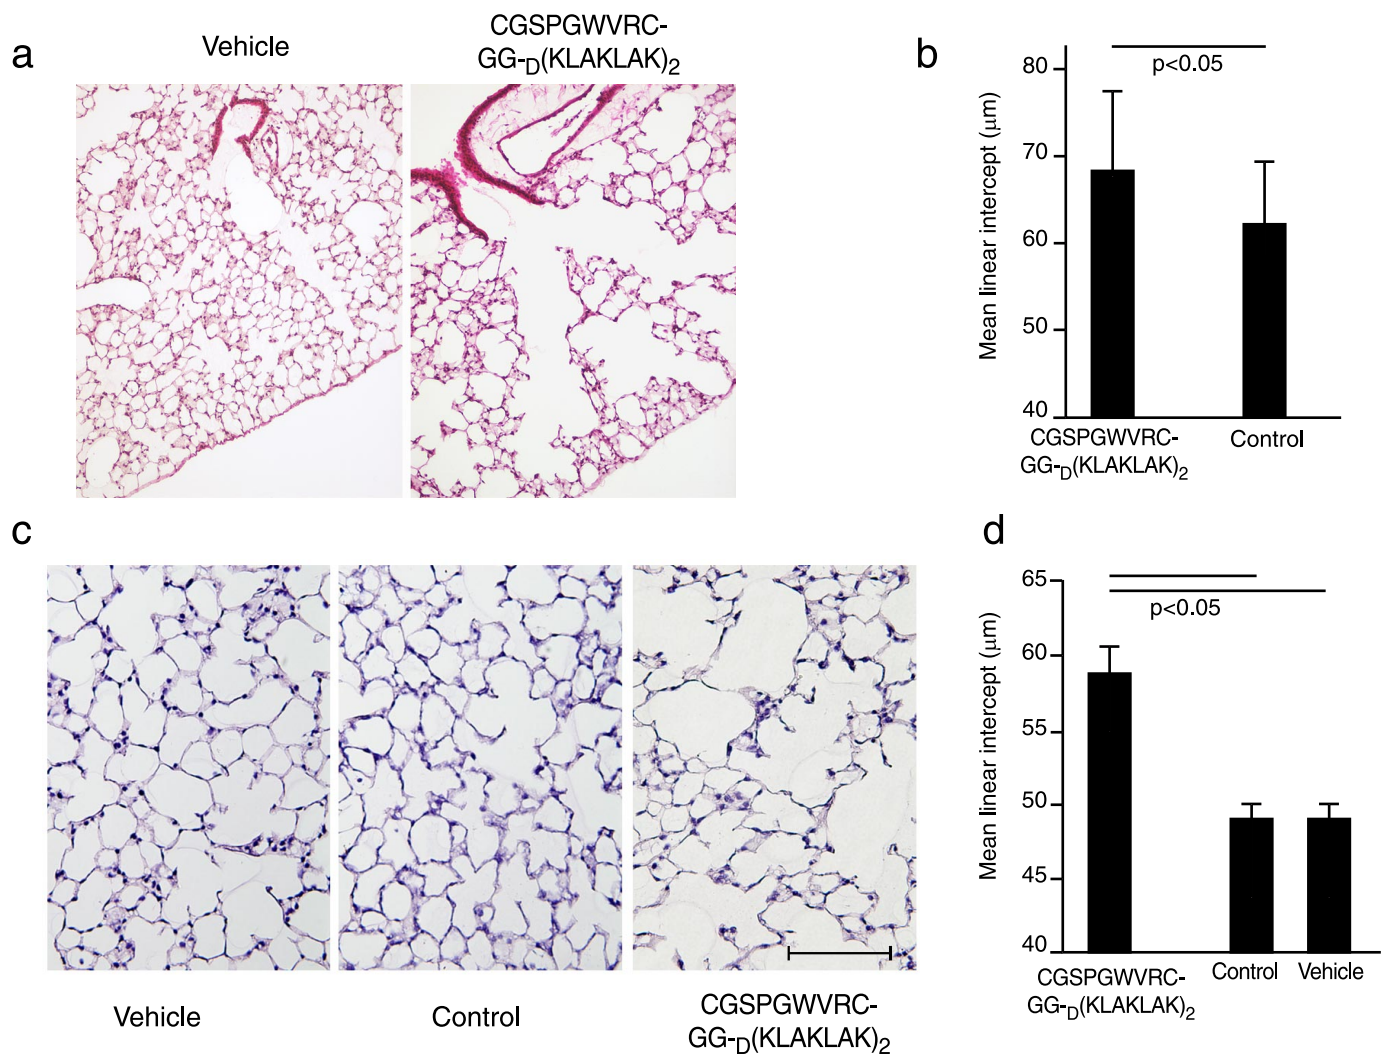 a
Vehicle
CGSPGWVRC-
GG-D(KLAKLAK)2
b
80
70
60
50
40
Mean linear intercept (μm)
p<0.05
CGSPGWVRC-
GG-D(KLAKLAK)2
Control
c
Vehicle
Control
CGSPGWVRC-
GG-D(KLAKLAK)2
d
65
60
55
50
45
40
Mean linear intercept (μm)
p<0.05
CGSPGWVRC-
GG-D(KLAKLAK)2
Control
Vehicle